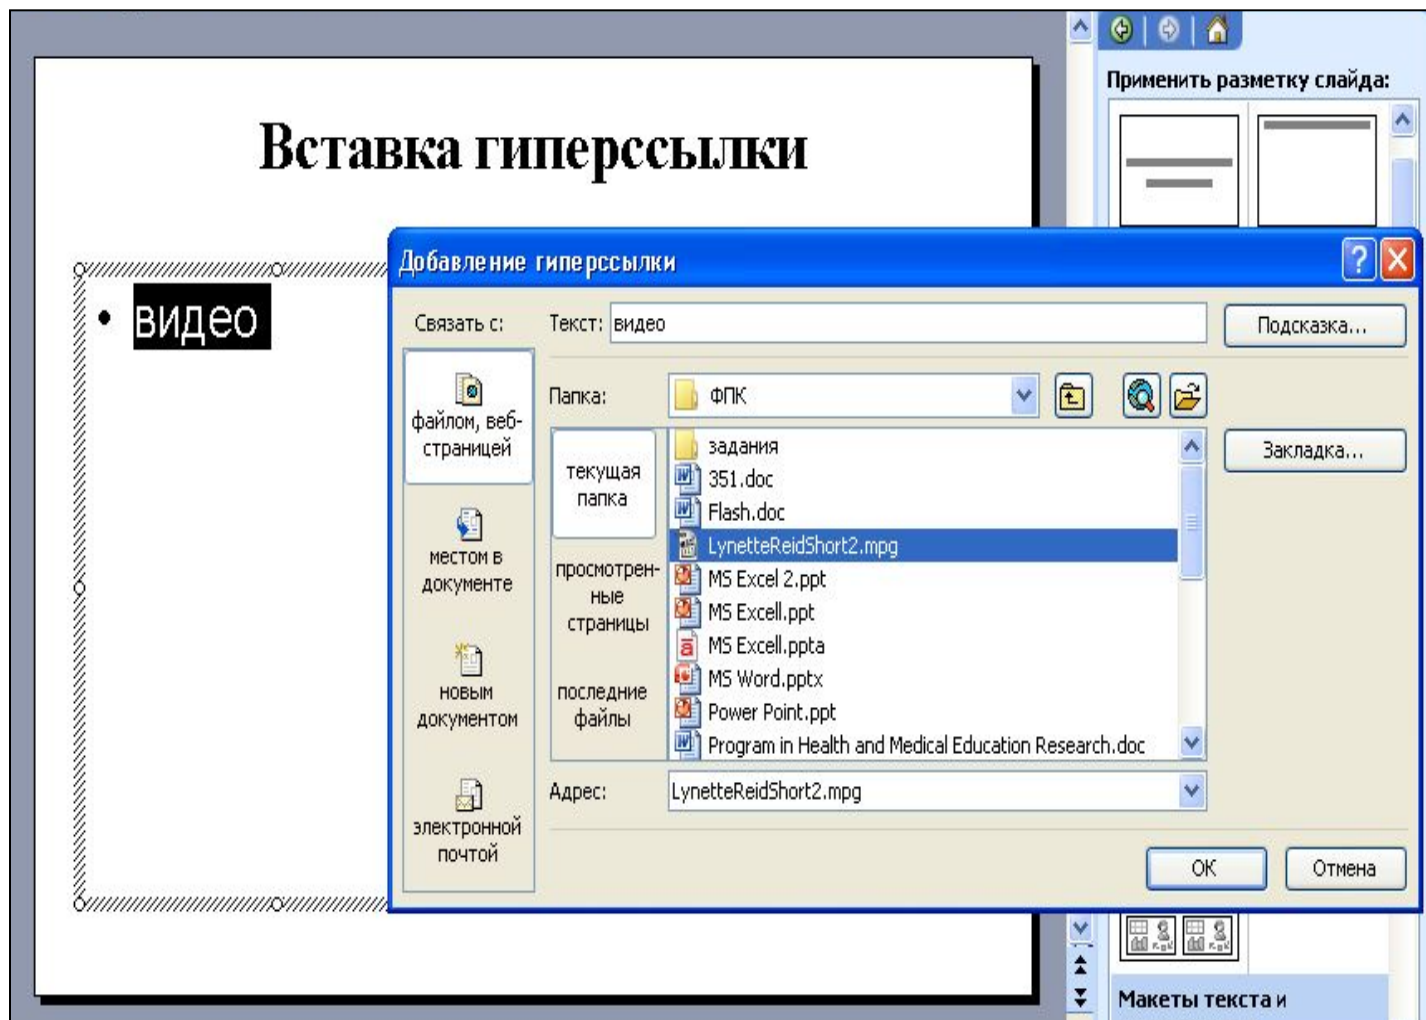 Применить разметку слайда:
Вставка гиперссылки
• видео
Добавление гиперссылки
Связать с:
Текст: видео
Подсказка...
файлом, веб-
страницей
местом в
документе
новым
документом
электронной
почтой
Папка: ФПК
текущая
папка
просмотрен-
ные
страницы
последние
файлы
задания
351.doc
Flash.doc
LynetteReidShort2.mpg
MS Excel 2.ppt
MS Excell.ppt
MS Excell.ppta
MS Word.pptx
Power Point.ppt
Program in Health and Medical Education Research.doc
Закладка...
Адрес: LynetteReidShort2.mpg
ОК
Отмена
Макеты текста и